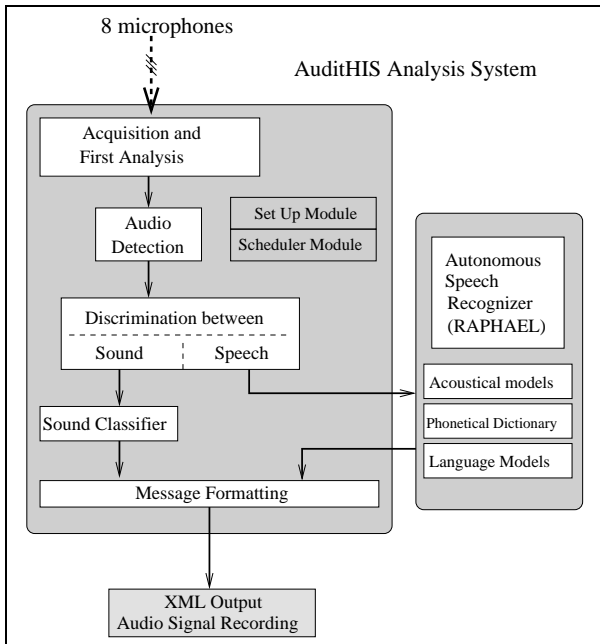 8 microphones
AuditHIS Analysis System
Acquisition and
First Analysis
Audio
Detection
Set Up Module
Scheduler Module
Discrimination between
Sound
Speech
Sound Classifier
Message Formatting
Autonomous
Speech
Recognizer
(RAPHAEL)
Acoustical models
Phonetical Dictionary
Language Models
XML Output
Audio Signal Recording